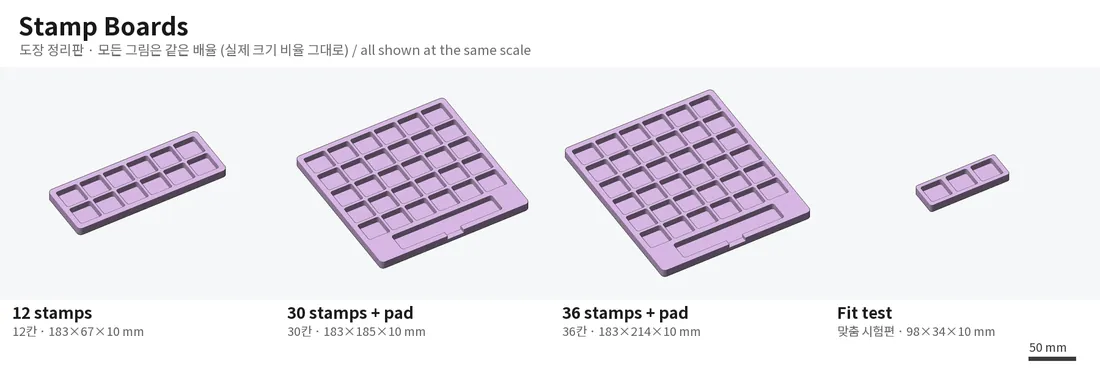 Stamp Boards
도장 정리판 · 모든 그림은 같은 배율 (실제 크기 비율 그대로) / all shown at the same scale
12 stamps
12칸 · 183×67×10 mm
30 stamps + pad
30칸 · 183×185×10 mm
36 stamps + pad
36칸 · 183×214×10 mm
Fit test
맞춤 시험편 · 98×34×10 mm
50 mm